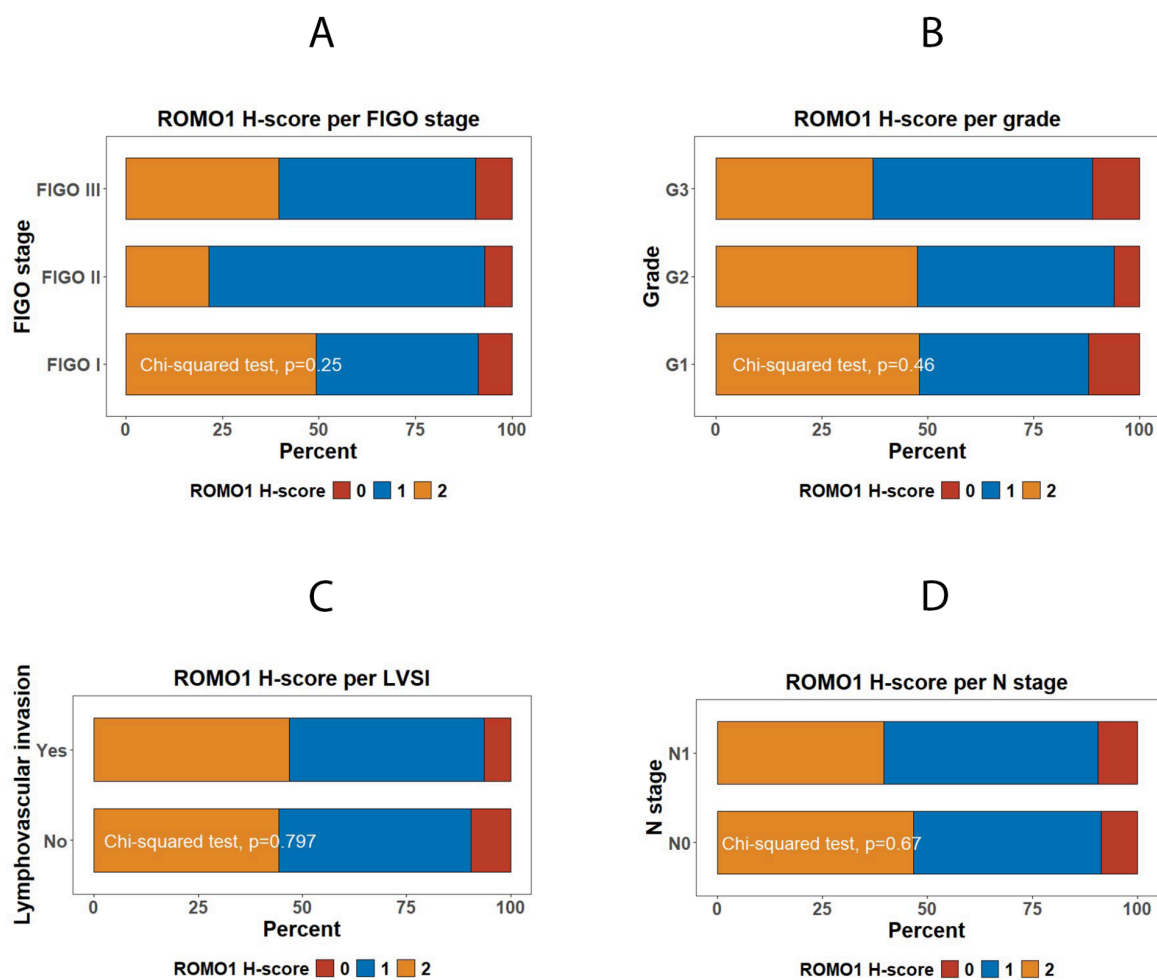 A
ROMO1 H-score per FIGO stage
FIGO stage
FIGO III
FIGO II
FIGO I
Chi-squared test, p=0.25
0 25 50 75 100
Percent
ROMO1 H-score 0 1 2
B
ROMO1 H-score per grade
Grade
G3
G2
G1
Chi-squared test, p=0.46
0 25 50 75 100
Percent
ROMO1 H-score 0 1 2
C
ROMO1 H-score per LVSI
Lymphovascular invasion
Yes
No
Chi-squared test, p=0.797
0 25 50 75 100
Percent
ROMO1 H-score 0 1 2
D
ROMO1 H-score per N stage
N stage
N1
N0
Chi-squared test, p=0.67
0 25 50 75 100
Percent
ROMO1 H-score 0 1 2